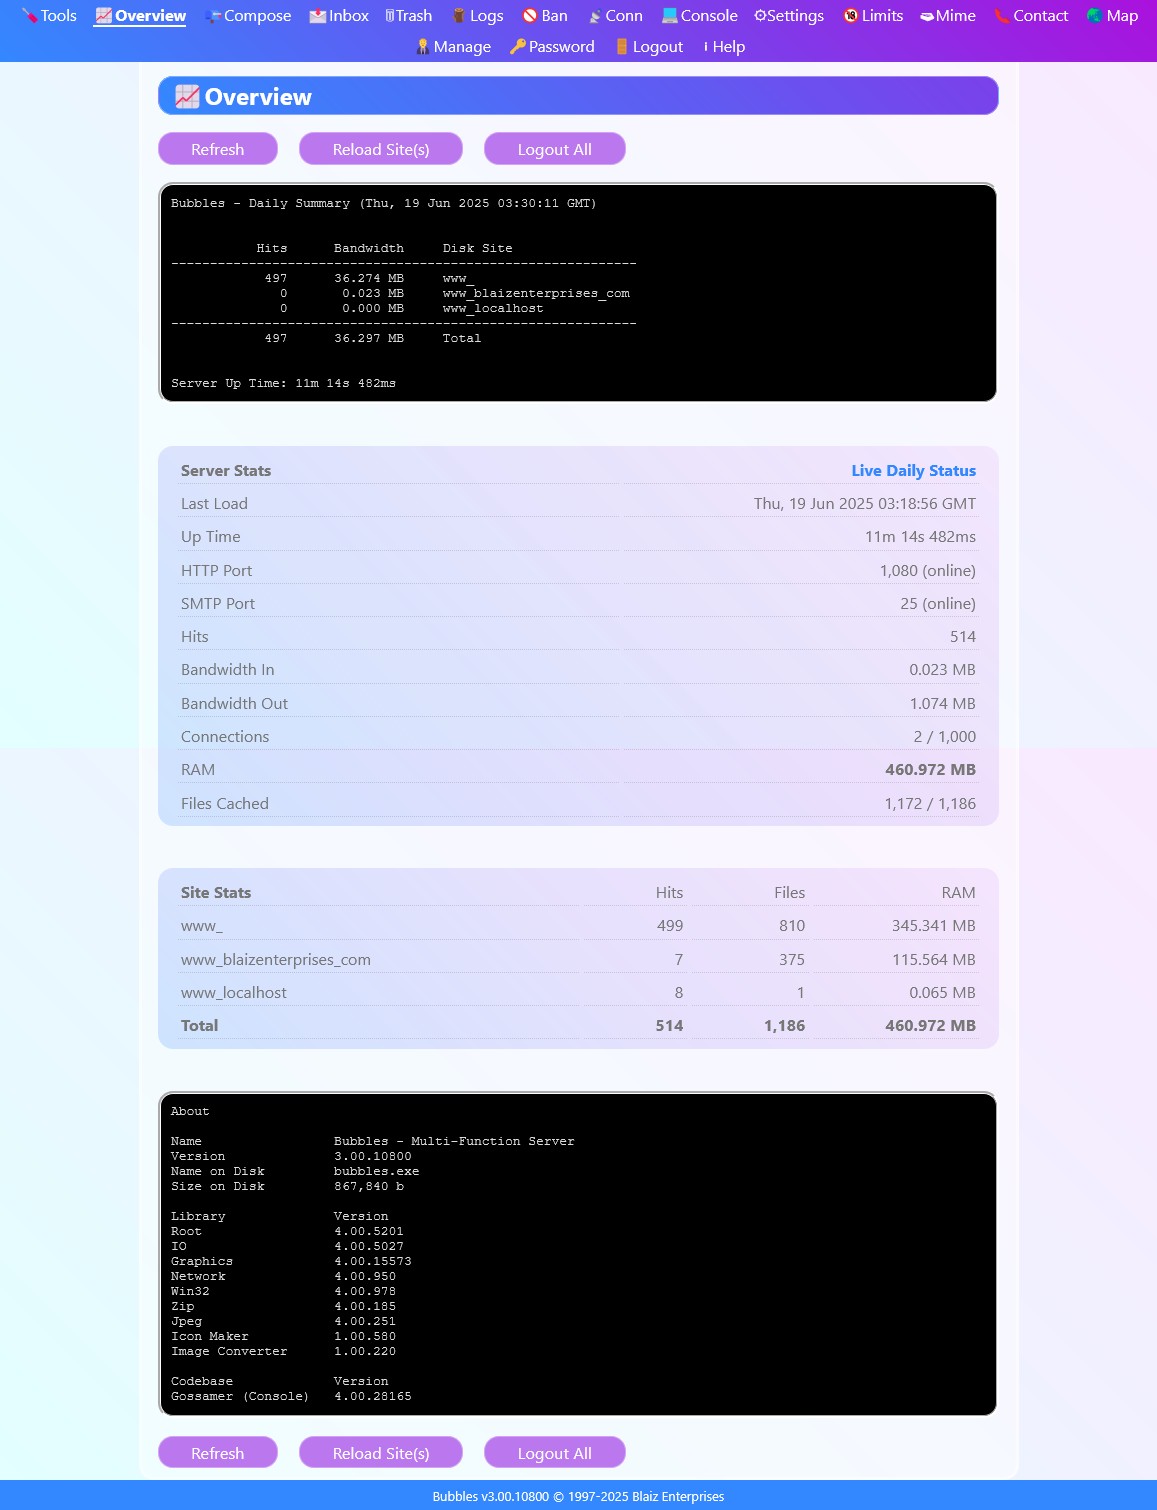 Tools Overview Compose Inbox Trash Logs Ban Conn Console Settings Limits Mime Contact Map
Manage Password Logout Help
Overview
Refresh Reload Site(s) Logout All
Bubbles - Daily Summary (Thu, 19 Jun 2025 03:30:11 GMT)
Hits Bandwidth Disk Site
------------------------------------------------------------
497 36.274 MB www_
0 0.023 MB www_blaizenterprises_com
0 0.000 MB www_localhost
------------------------------------------------------------
497 36.297 MB Total
Server Up Time: 11m 14s 482ms
Server Stats Live Daily Status
Last Load Thu, 19 Jun 2025 03:18:56 GMT
Up Time 11m 14s 482ms
HTTP Port 1,080 (online)
SMTP Port 25 (online)
Hits 514
Bandwidth In 0.023 MB
Bandwidth Out 1.074 MB
Connections 2 / 1,000
RAM 460.972 MB
Files Cached 1,172 / 1,186
Site Stats Hits Files RAM
www_ 499 810 345.341 MB
www_blaizenterprises_com 7 375 115.564 MB
www_localhost 8 1 0.065 MB
Total 514 1,186 460.972 MB
About
Name Bubbles - Multi-Function Server
Version 3.00.10800
Name on Disk bubbles.exe
Size on Disk 867,840 b
Library Version
Root 4.00.5201
IO 4.00.5027
Graphics 4.00.15573
Network 4.00.950
Win32 4.00.978
Zip 4.00.185
Jpeg 4.00.251
Icon Maker 1.00.580
Image Converter 1.00.220
Codebase Version
Gossamer (Console) 4.00.28165
Refresh Reload Site(s) Logout All
Bubbles v3.00.10800 © 1997-2025 Blaiz Enterprises